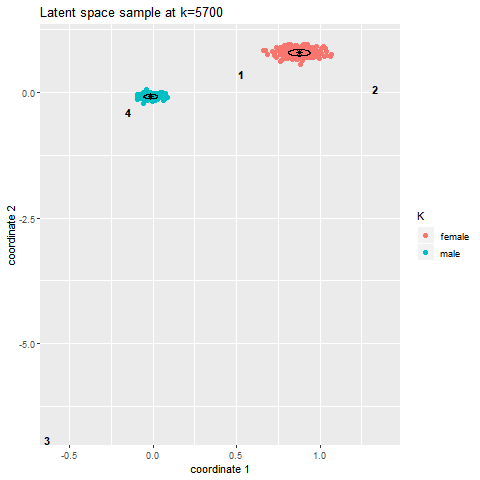 Latent space sample at k=5700
1
2
0.0
4
coordinate 2
-2.5
-5.0
3
K
female
male
-0.5
0.0
0.5
1.0
coordinate 1